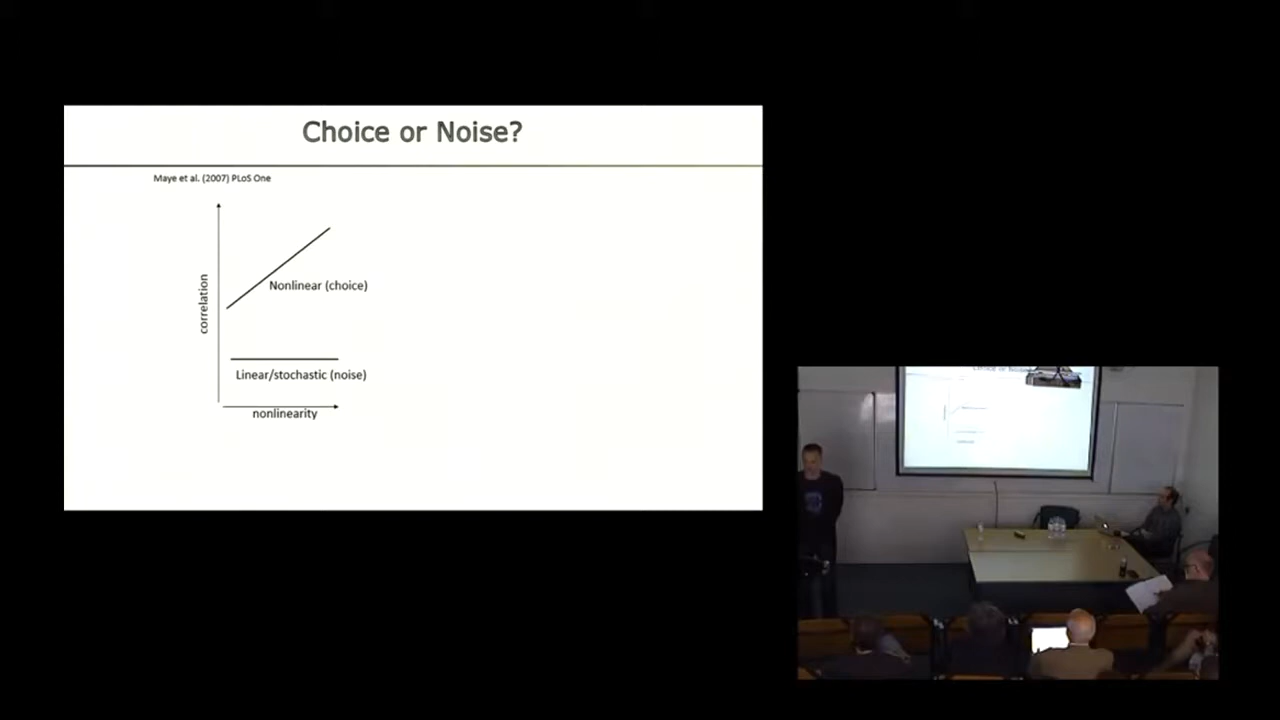 Choice or Noise?
Maye et al. (2007) PLoS One
correlation
Nonlinear (choice)
Linear/stochastic (noise)
nonlinearity